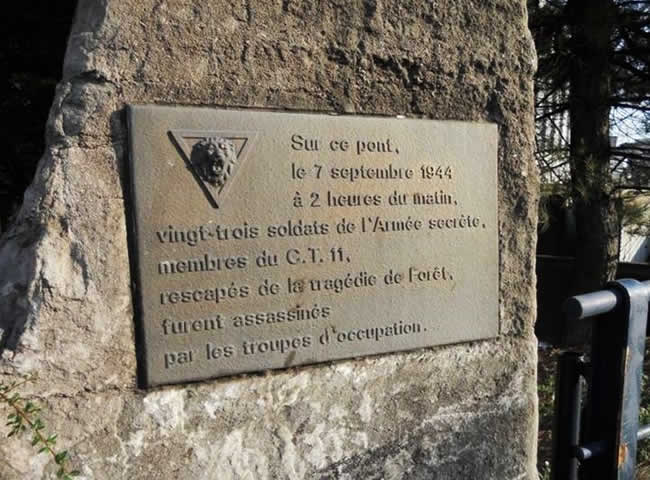 Sur ce pont,
le 7 septembre 1944
à 2 heures du matin,
vingt-trois soldats de l'Armée secrète,
membres du C.T. 11,
rescapés de la tragédie de Forêt,
furent assassinés
par les troupes d'occupation.